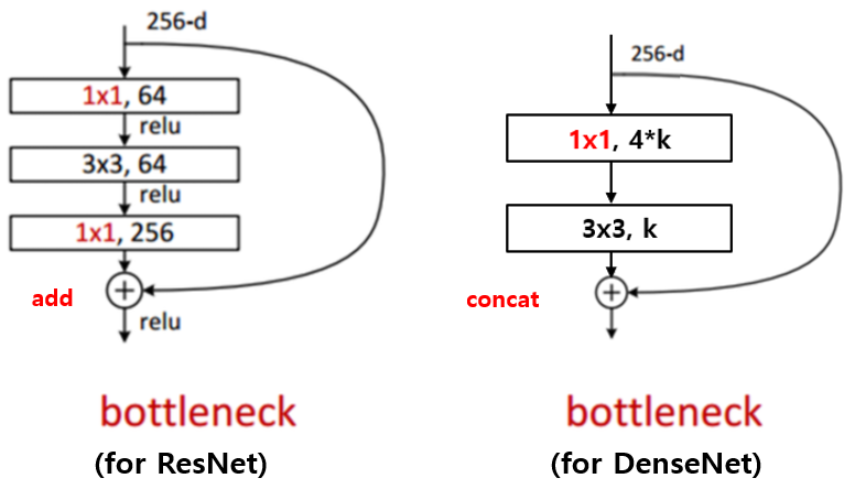 256-d
1x1, 64
relu
3x3, 64
relu
1x1, 256
add
+
relu
bottleneck
(for ResNet)
256-d
1x1, 4*k
3x3, k
concat
+
bottleneck
(for DenseNet)